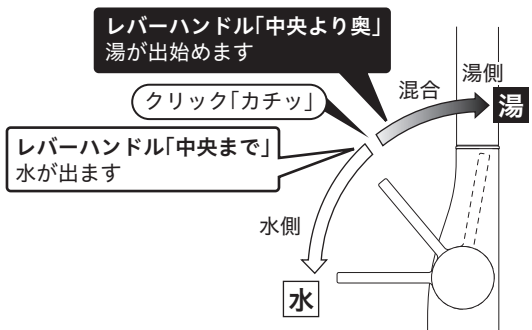 レバーハンドル「中央より奥」
湯が出始めます
クリック「カチッ」
混合
湯側
湯
レバーハンドル「中央まで」
水が出ます
水側
水